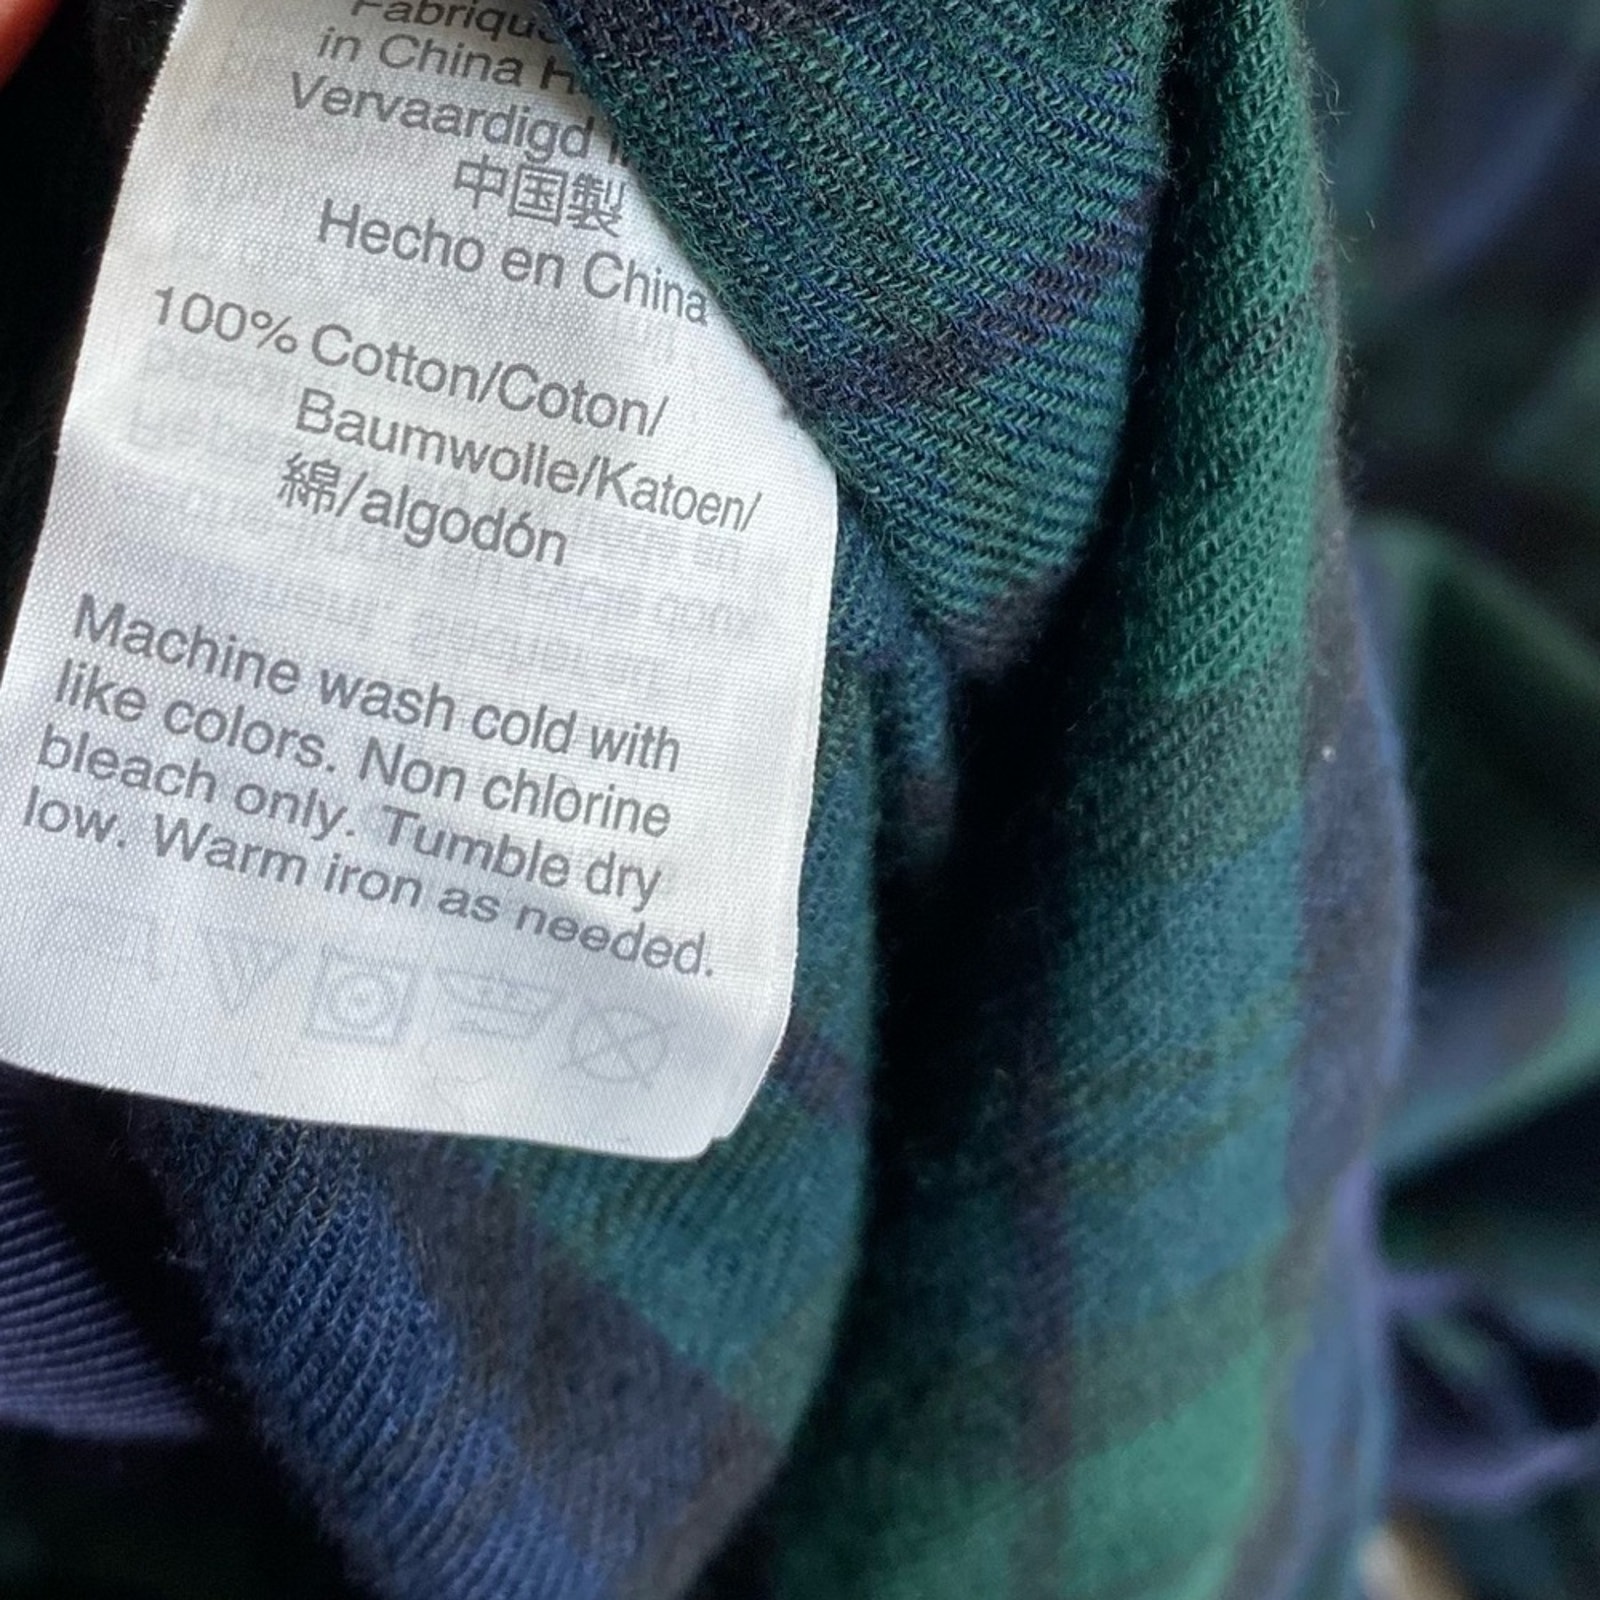 Fabriqu
in China H
Vervaardigd
中国製
Hecho en China
100% Cotton/Coton/
Baumwolle/Katoen/
綿/algodón
Machine wash cold with
like colors. Non chlorine
bleach only. Tumble dry
low. Warm iron as needed.